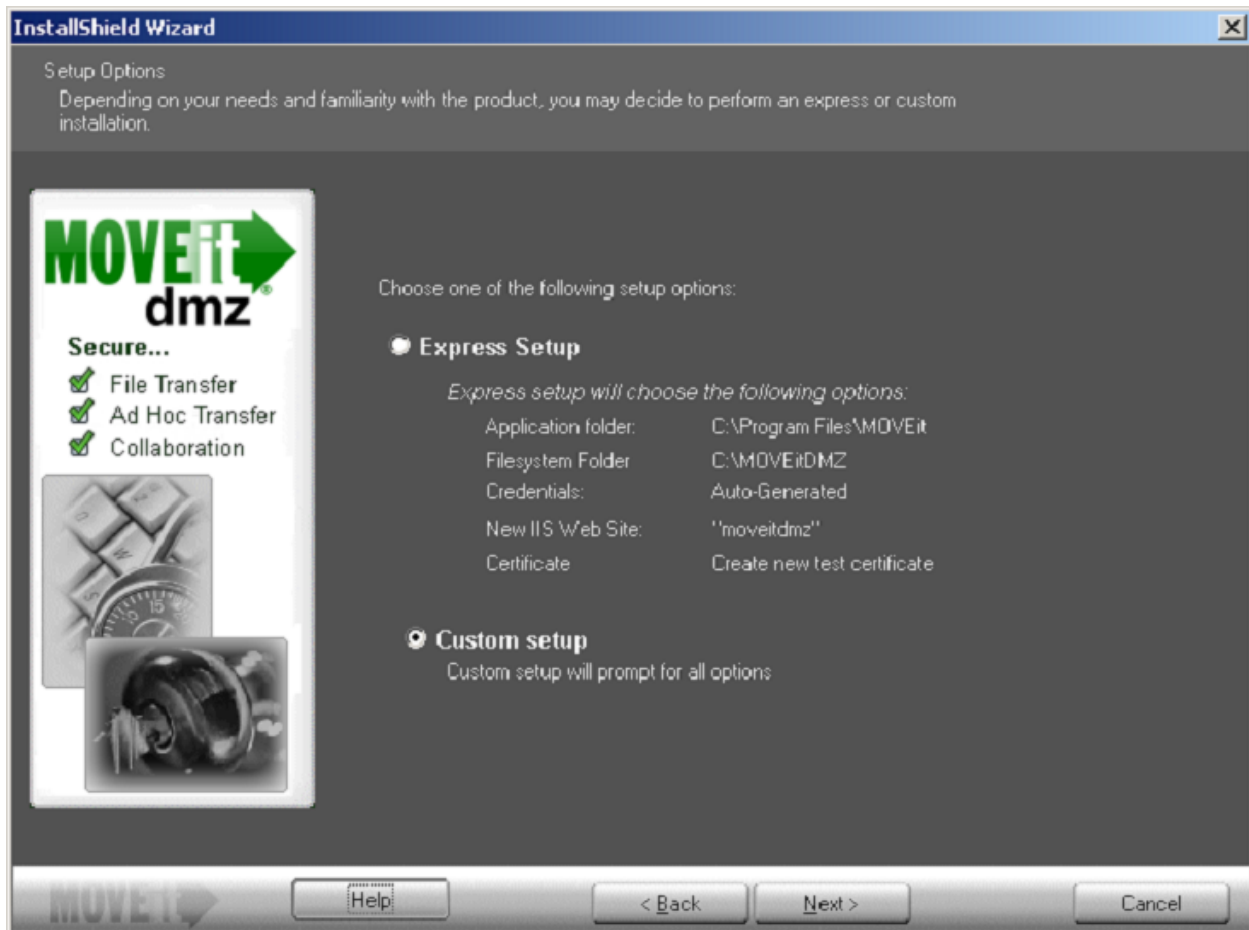 InstallShield Wizard
Setup Options
Depending on your needs and familiarity with the product, you may decide to perform an express or custom
installation.
MOVEit
dmz®
Secure...
File Transfer
Ad Hoc Transfer
Collaboration
Choose one of the following setup options:
Express Setup
Express setup will choose the following options:
Application folder: C:\Program Files\MOVEit
Filesystem Folder C:\MOVEitDMZ
Credentials: Auto-Generated
New IIS Web Site: "moveitdmz"
Certificate Create new test certificate
Custom setup
Custom setup will prompt for all options
MOVEit
Help
< Back
Next >
Cancel